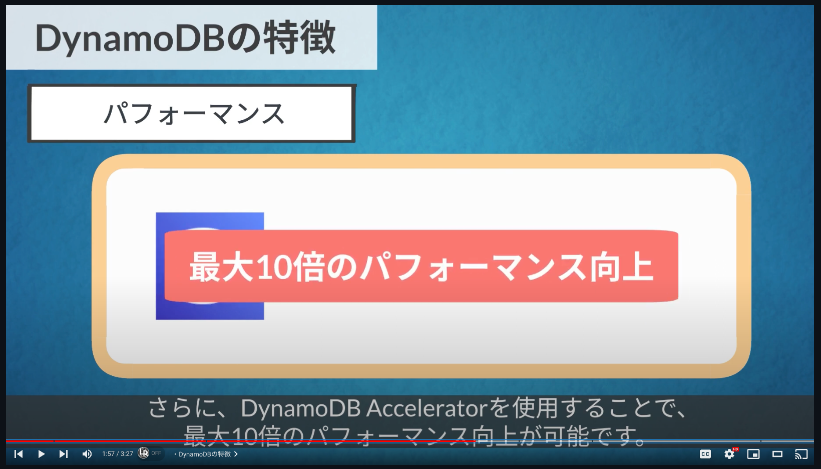 DynamoDBの特徴
パフォーマンス
最大10倍のパフォーマンス向上
さらに、DynamoDB Acceleratorを使用することで、
最大10倍のパフォーマンス向上が可能です。
1:57 / 3:27
・DynamoDBの特徴